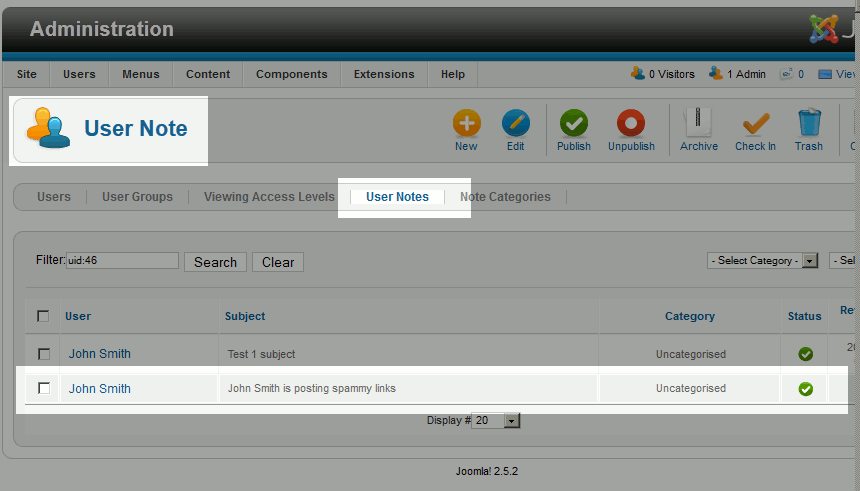 Administration J
Site Users Menus Content Components Extensions Help 0 Visitors 1 Admin 0 View
User Note New Edit Publish Unpublish Archive Check In Trash
Users User Groups Viewing Access Levels User Notes Note Categories
Filter: uid:46 Search Clear - Select Category - - Sel
User Subject Category Status Re
John Smith Test 1 subject Uncategorised 20
John Smith John Smith is posting spammy links Uncategorised
Display # 20
Joomla! 2.5.2